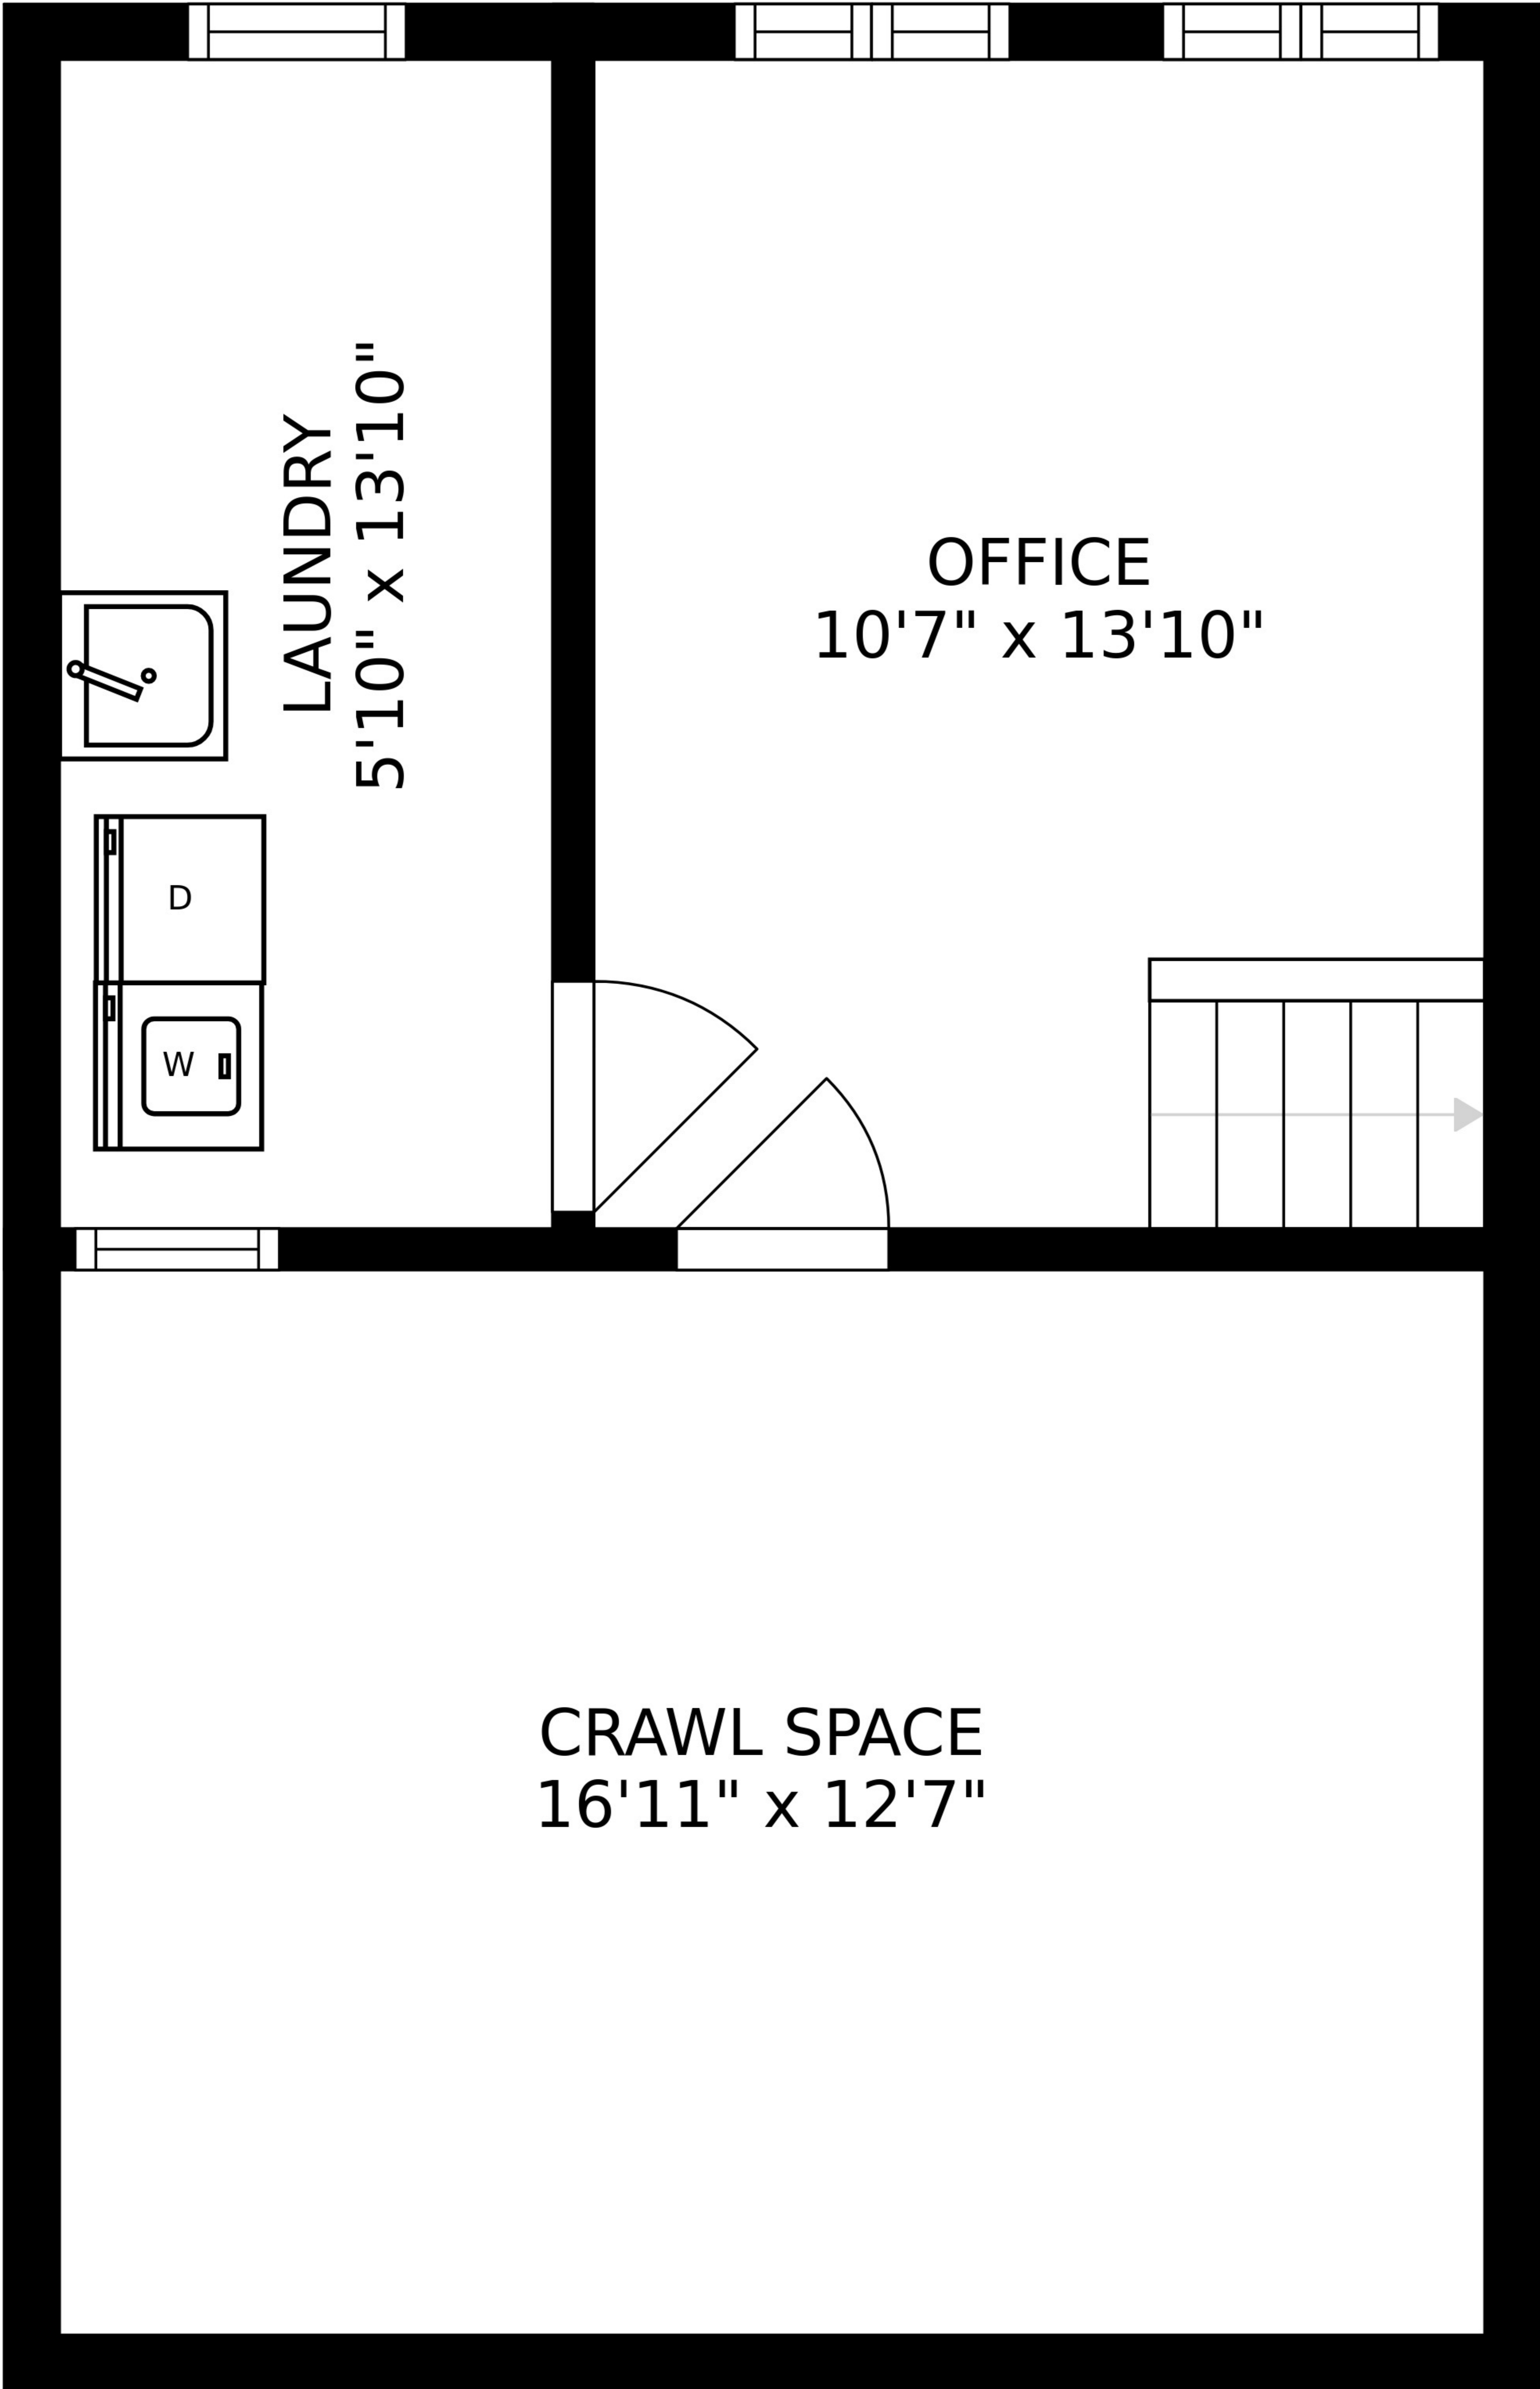 LAUNDRY
5'10" x 13'10"
OFFICE
10'7" x 13'10"
D
W
CRAWL SPACE
16'11" x 12'7"